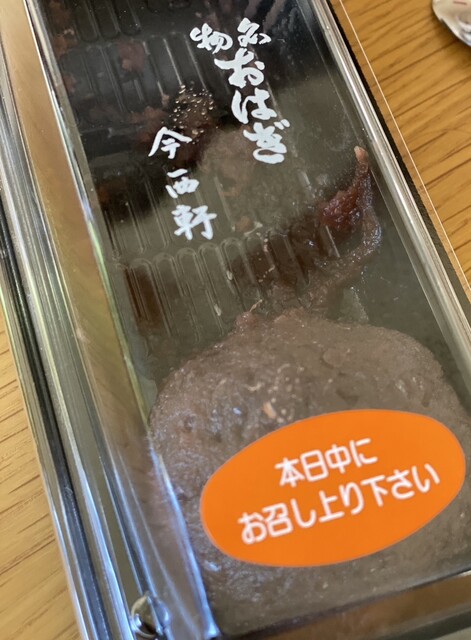 名物
おはぎ
今西軒
本日中に
お召し上り下さい